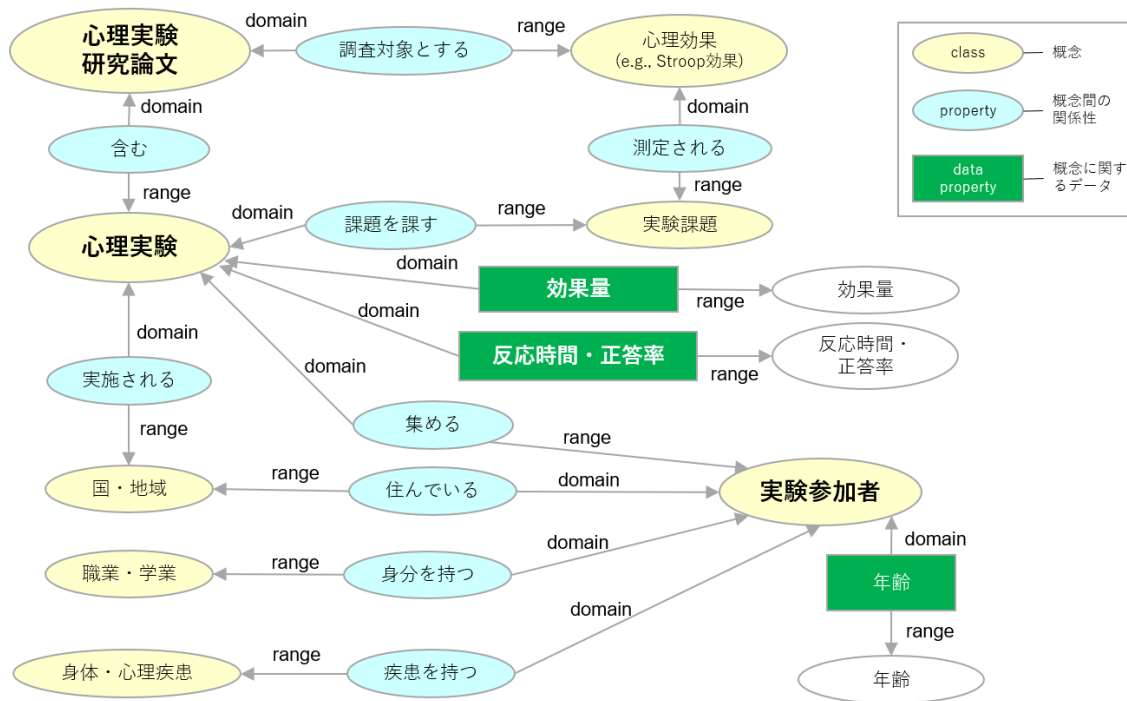 心理実験
研究論文
domain
調査対象とする
range
心理効果
(e.g., Stroop効果)
class
概念
domain
domain
property
概念間の
関係性
含む
測定される
data
property
概念に関す
るデータ
range
range
心理実験
domain
課題を課す
range
実験課題
domain
効果量
range
効果量
domain
domain
反応時間・正答率
range
反応時間・
正答率
実施される
domain
range
集める
range
国・地域
range
住んでいる
domain
実験参加者
職業・学業
range
身分を持つ
domain
domain
年齢
domain
range
身体・心理疾患
range
疾患を持つ
年齢